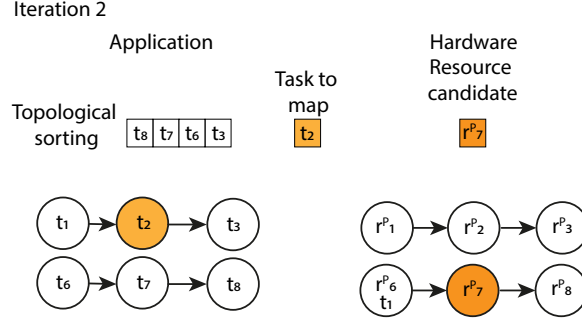 Iteration 2
Application
Hardware
Resource
candidate
Task to
map
Topological
sorting
t₈ t₇ t₆ t₃
t₂
rᴾ₇
t₁ t₂ t₃
rᴾ₁ rᴾ₂ rᴾ₃
t₆ t₇ t₈
rᴾ₆
t₁
rᴾ₇ rᴾ₈